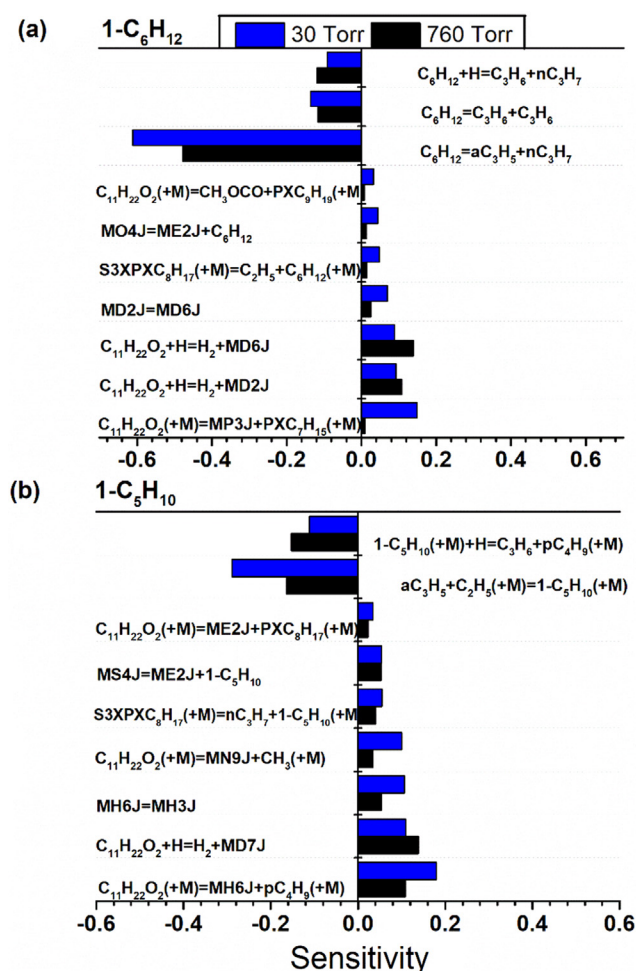 (a) 1-C₆H₁₂ 30 Torr 760 Torr
C₆H₁₂+H=C₃H₆+nC₃H₇
C₆H₁₂=C₃H₆+C₃H₆
C₆H₁₂=aC₃H₅+nC₃H₇
C₁₁H₂₂O₂(+M)=CH₃OCO+PXC₉H₁₉(+M
MO4J=ME2J+C₆H₁₂
S3XPXC₈H₁₇(+M)=C₂H₅+C₆H₁₂(+M)
MD2J=MD6J
C₁₁H₂₂O₂+H=H₂+MD6J
C₁₁H₂₂O₂+H=H₂+MD2J
C₁₁H₂₂O₂(+M)=MP3J+PXC₇H₁₅(+M)
-0.6 -0.4 -0.2 0.0 0.2 0.4 0.6
(b) 1-C₅H₁₀
1-C₅H₁₀(+M)+H=C₃H₆+pC₄H₉(+M)
aC₃H₅+C₂H₅(+M)=1-C₅H₁₀(+M)
C₁₁H₂₂O₂(+M)=ME2J+PXC₈H₁₇(+M)
MS4J=ME2J+1-C₅H₁₀
S3XPXC₈H₁₇(+M)=nC₃H₇+1-C₅H₁₀(+M
C₁₁H₂₂O₂(+M)=MN9J+CH₃(+M)
MH6J=MH3J
C₁₁H₂₂O₂+H=H₂+MD7J
C₁₁H₂₂O₂(+M)=MH6J+pC₄H₉(+M)
-0.6 -0.4 -0.2 0.0 0.2 0.4 0.6
Sensitivity